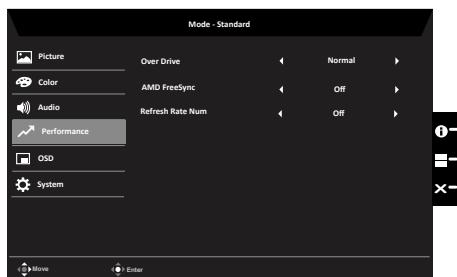 Mode - Standard
Picture
Color
Audio
Performance
OSD
System
Over Drive Normal
AMD FreeSync Off
Refresh Rate Num Off
Move Enter